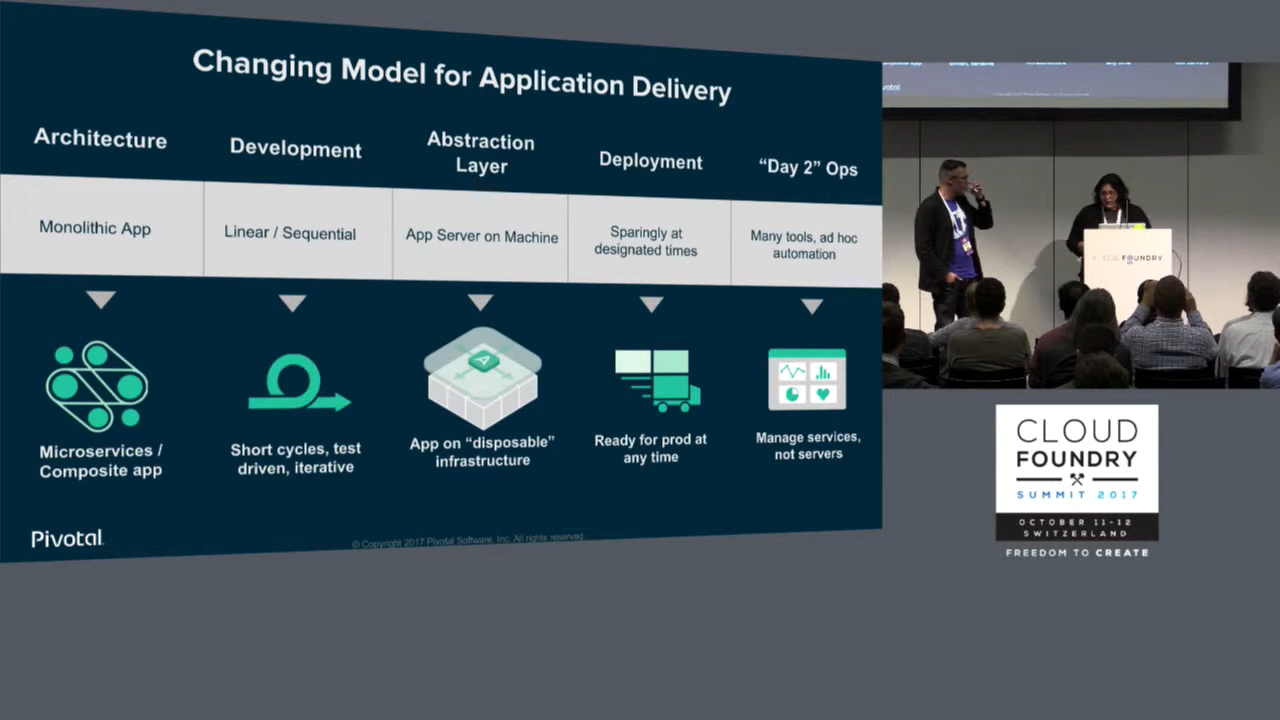 Changing Model for Application Delivery
Architecture
Development
Abstraction
Layer
Deployment
“Day 2” Ops
Monolithic App
Linear / Sequential
App Server on Machine
Sparingly at
designated times
Many tools, ad hoc
automation
Microservices /
Composite app
Short cycles, test
driven, iterative
App on “disposable”
infrastructure
Ready for prod at
any time
Manage services,
not servers
Pivotal
© Copyright 2017 Pivotal Software, Inc. All rights reserved.
FOUNDRY
CLOUD
FOUNDRY
SUMMIT 2017
OCTOBER 11-12
SWITZERLAND
FREEDOM TO CREATE